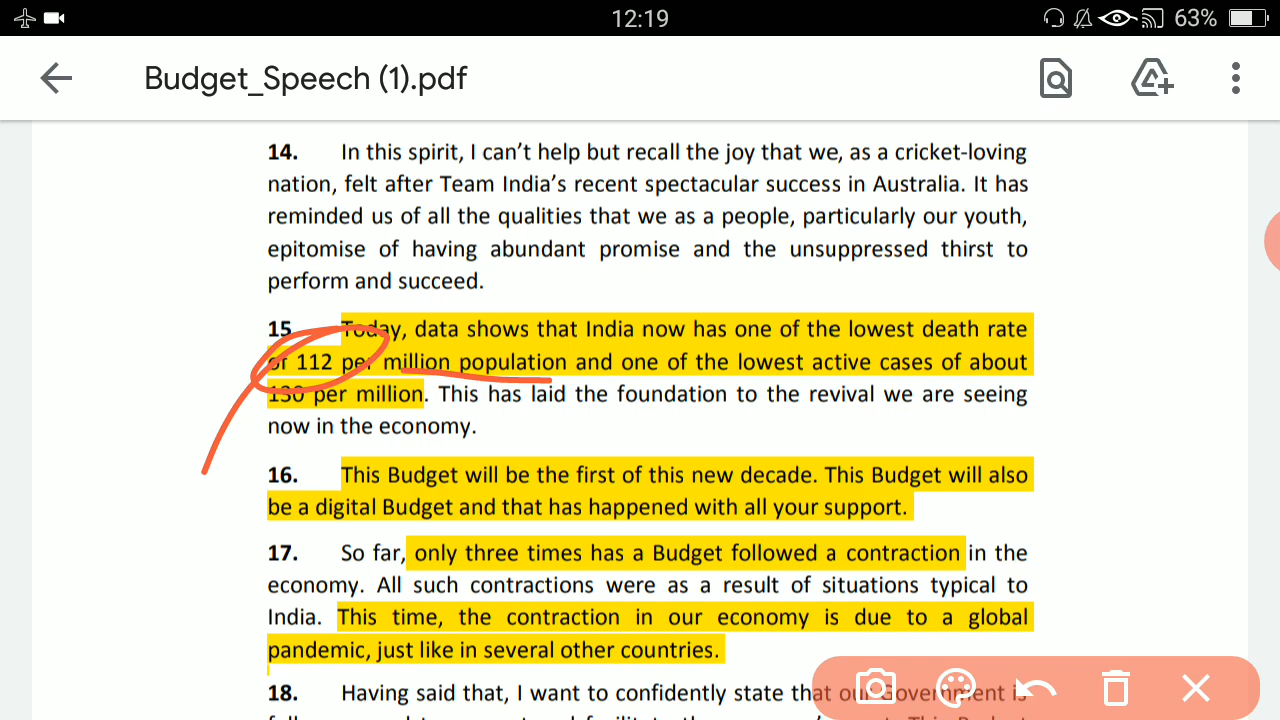 12:19
63%
Budget_Speech (1).pdf
14. In this spirit, I can't help but recall the joy that we, as a cricket-loving
nation, felt after Team India's recent spectacular success in Australia. It has
reminded us of all the qualities that we as a people, particularly our youth,
epitomise of having abundant promise and the unsuppressed thirst to
perform and succeed.
15. Today, data shows that India now has one of the lowest death rate
of 112 per million population and one of the lowest active cases of about
130 per million. This has laid the foundation to the revival we are seeing
now in the economy.
16. This Budget will be the first of this new decade. This Budget will also
be a digital Budget and that has happened with all your support.
17. So far, only three times has a Budget followed a contraction in the
economy. All such contractions were as a result of situations typical to
India. This time, the contraction in our economy is due to a global
pandemic, just like in several other countries.
18. Having said that, I want to confidently state that our Government is